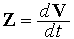 Z = dV/dt